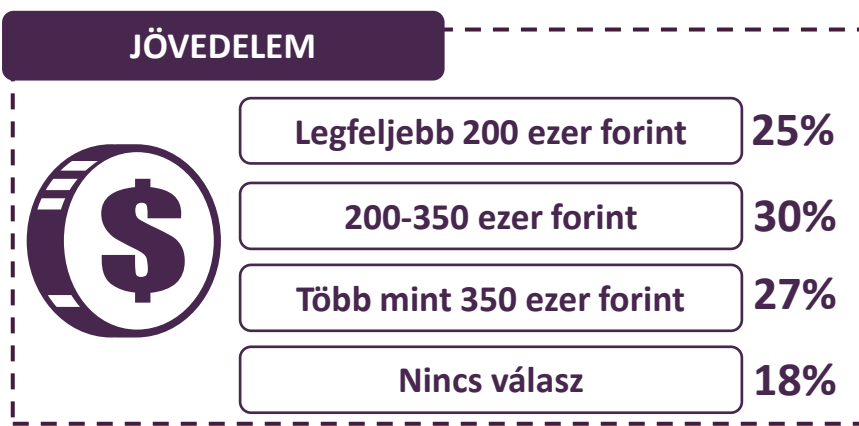 JÖVEDELEM
Legfeljebb 200 ezer forint 25%
200-350 ezer forint 30%
Több mint 350 ezer forint 27%
Nincs válasz 18%
$